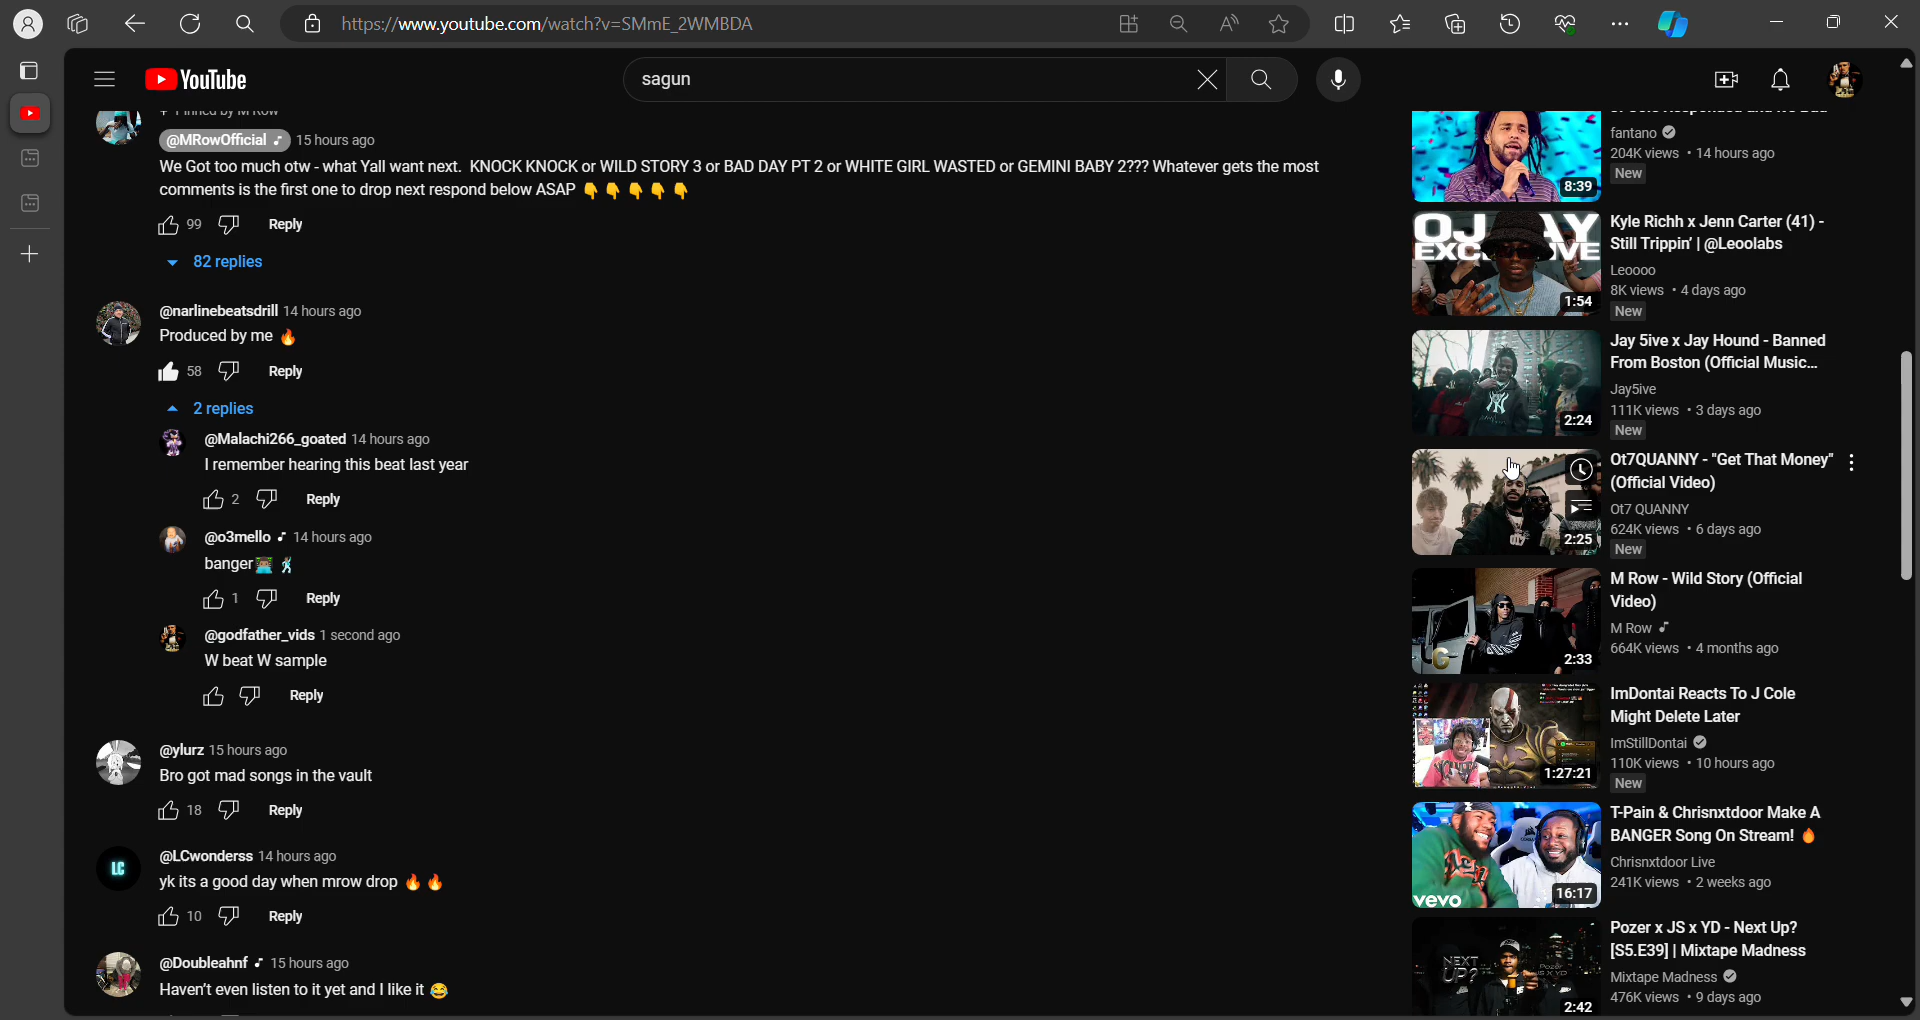 https://www.youtube.com/watch?v=SMmE_2WMBDA
YouTube
sagun
@MRowOfficial 15 hours ago
We Got too much otw - what Yall want next. KNOCK KNOCK or WILD STORY 3 or BAD DAY PT 2 or WHITE GIRL WASTED or GEMINI BABY 2??? Whatever gets the most
comments is the first one to drop next respond below ASAP 👇👇👇👇👇
99 Reply
82 replies
@narlinebeatsdrill 14 hours ago
Produced by me 🔥
58 Reply
2 replies
@Malachi266_goated 14 hours ago
I remember hearing this beat last year
2 Reply
@o3mello 14 hours ago
banger
1 Reply
@godfather_vids 1 second ago
W beat W sample
Reply
@ylurz 15 hours ago
Bro got mad songs in the vault
18 Reply
LC
@LCwonderss 14 hours ago
yk its a good day when mrow drop 🔥🔥
10 Reply
@Doubleahnf 15 hours ago
Haven't even listen to it yet and I like it 😂
8:39
fantano
204K views • 14 hours ago
New
1:54
Kyle Richh x Jenn Carter (41) -
Still Trippin' | @Leoolabs
Leoooo
8K views • 4 days ago
New
2:24
Jay 5ive x Jay Hound - Banned
From Boston (Official Music...
Jay5ive
111K views • 3 days ago
New
2:25
Ot7QUANNY - "Get That Money"
(Official Video)
Ot7 QUANNY
624K views • 6 days ago
New
2:33
M Row - Wild Story (Official
Video)
M Row
664K views • 4 months ago
1:27:21
ImDontai Reacts To J Cole
Might Delete Later
ImStillDontai
110K views • 10 hours ago
New
vevo
16:17
T-Pain & Chrisnxtdoor Make A
BANGER Song On Stream! 🔥
Chrisnxtdoor Live
241K views • 2 weeks ago
NEXT
UP?
2:42
Pozer x JS x YD - Next Up?
[S5.E39] | Mixtape Madness
Mixtape Madness
476K views • 9 days ago